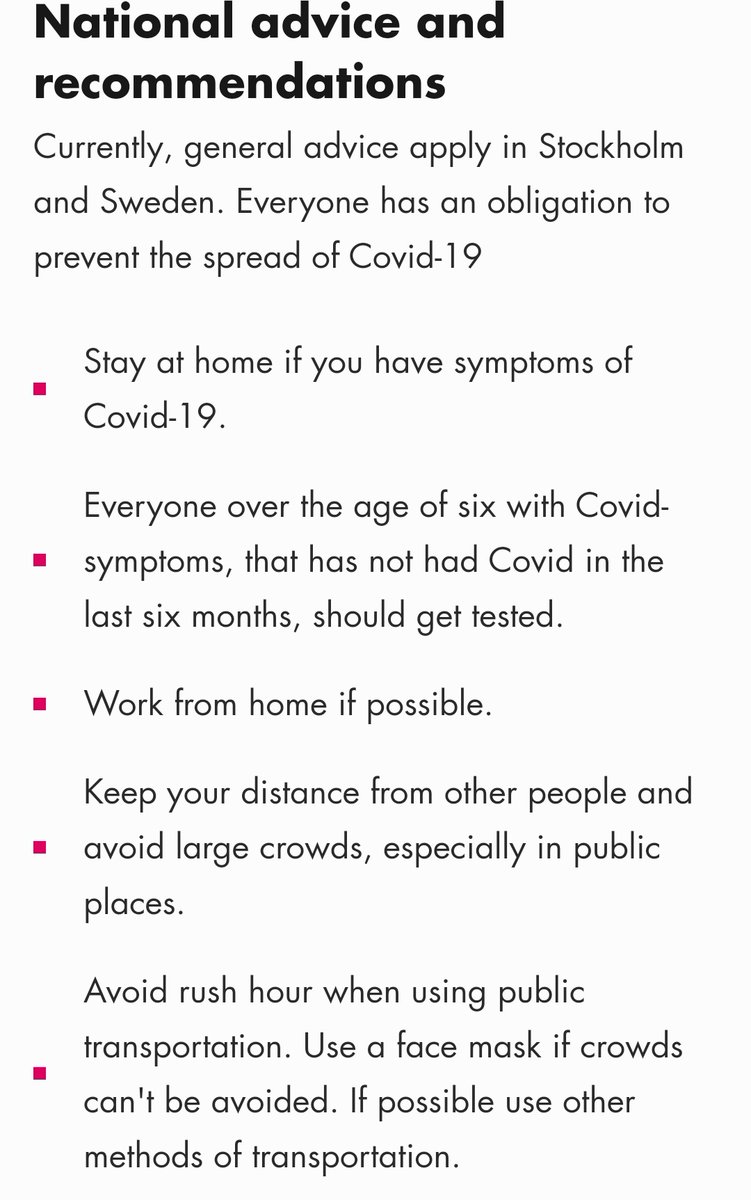 National advice and
recommendations
Currently, general advice apply in Stockholm
and Sweden. Everyone has an obligation to
prevent the spread of Covid-19
Stay at home if you have symptoms of
Covid-19.
Everyone over the age of six with Covid-
symptoms, that has not had Covid in the
last six months, should get tested.
Work from home if possible.
Keep your distance from other people and
avoid large crowds, especially in public
places.
Avoid rush hour when using public
transportation. Use a face mask if crowds
can't be avoided. If possible use other
methods of transportation.